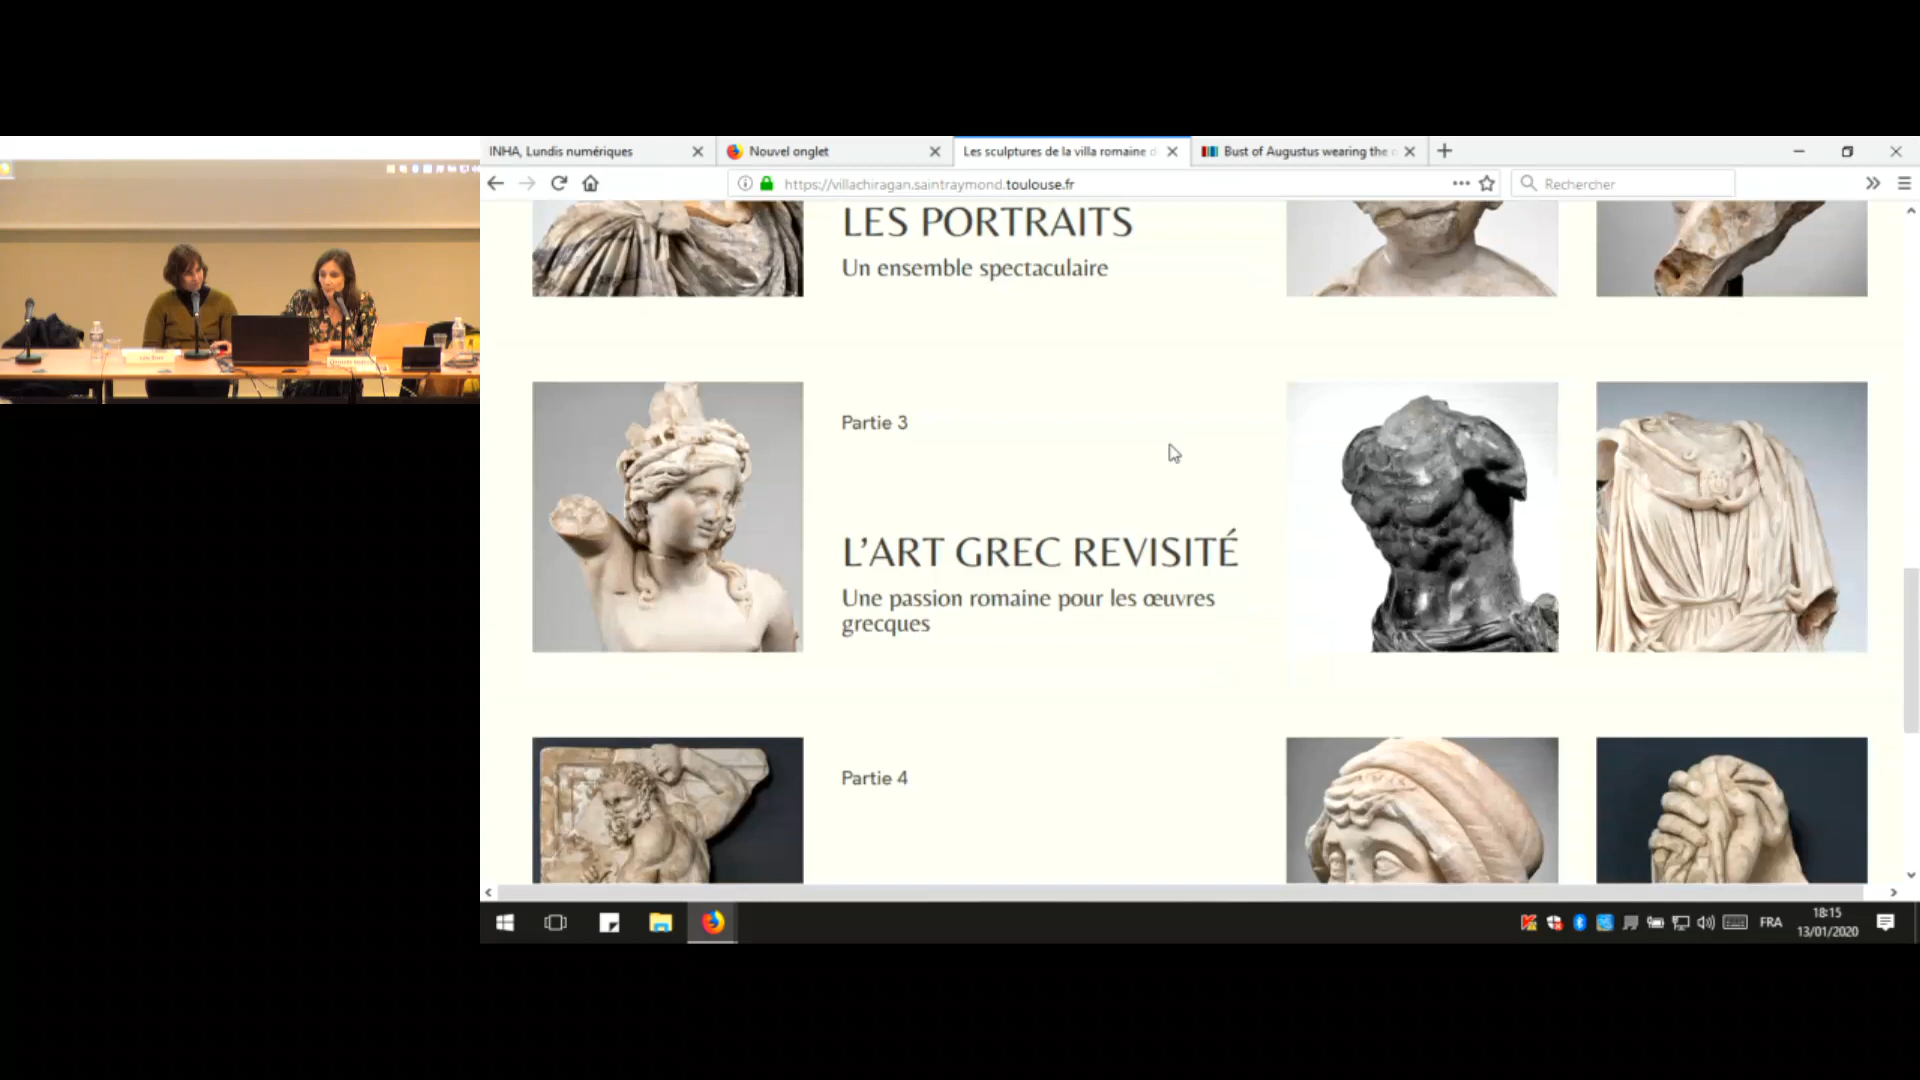 INHA, Lundis numériques
Nouvel onglet
Les sculptures de la villa romaine d
Bust of Augustus wearing the
https://villachiragan.saintraymond.toulouse.fr
Rechercher
LES PORTRAITS
Un ensemble spectaculaire
Partie 3
L’ART GREC REVISITÉ
Une passion romaine pour les œuvres
grecques
Partie 4
FRA
18:15
13/01/2020